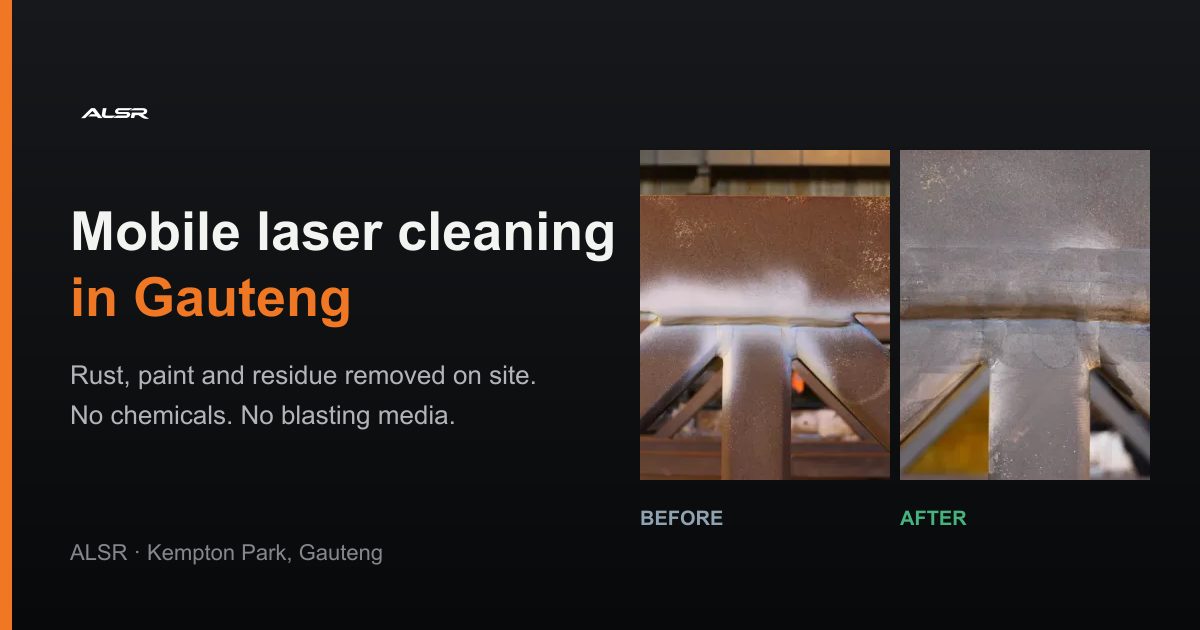 ALSR
Mobile laser cleaning
in Gauteng
Rust, paint and residue removed on site.
No chemicals. No blasting media.
BEFORE
AFTER
ALSR · Kempton Park, Gauteng